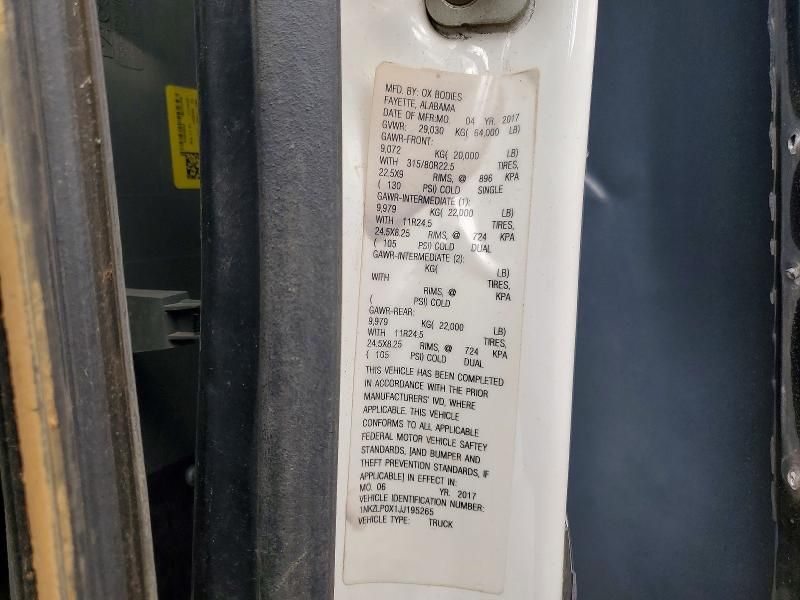 MFD. BY: OX BODIES
FAYETTE, ALABAMA
DATE OF MFR:MO. 04 YR. 2017
GVWR: 29,030 KG( 64,000 LB)
GAWR-FRONT:
9,072 KG( 20,000 LB)
WITH 315/80R22.5 TIRES,
22.5X9 RIMS, @ 896 KPA
( 130 PSI) COLD SINGLE
GAWR-INTERMEDIATE (1):
9,979 KG( 22,000 LB)
WITH 11R24.5 TIRES,
24.5X8.25 RIMS, @ 724 KPA
( 105 PSI) COLD DUAL
GAWR-INTERMEDIATE (2):
KG( LB)
WITH TIRES,
RIMS, @ KPA
( PSI) COLD
GAWR-REAR:
9,979 KG( 22,000 LB)
WITH 11R24.5 TIRES,
24.5X8.25 RIMS, @ 724 KPA
( 105 PSI) COLD DUAL
THIS VEHICLE HAS BEEN COMPLETED
IN ACCORDANCE WITH THE PRIOR
MANUFACTURERS' IVD, WHERE
APPLICABLE. THIS VEHICLE
CONFORMS TO ALL APPLICABLE
FEDERAL MOTOR VEHICLE SAFTEY
STANDARDS, [AND BUMPER AND
THEFT PREVENTION STANDARDS, IF
APPLICABLE] IN EFFECT IN:
MO. 06 YR. 2017
VEHICLE IDENTIFICATION NUMBER:
1NKZLP0X1JJ195265
VEHICLE TYPE: TRUCK